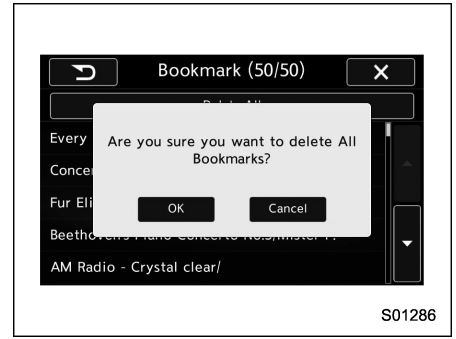 Bookmark (50/50)
Every
Are you sure you want to delete All
Bookmarks?
Fur Eli
OK
Cancel
AM Radio - Crystal clear/
S01286